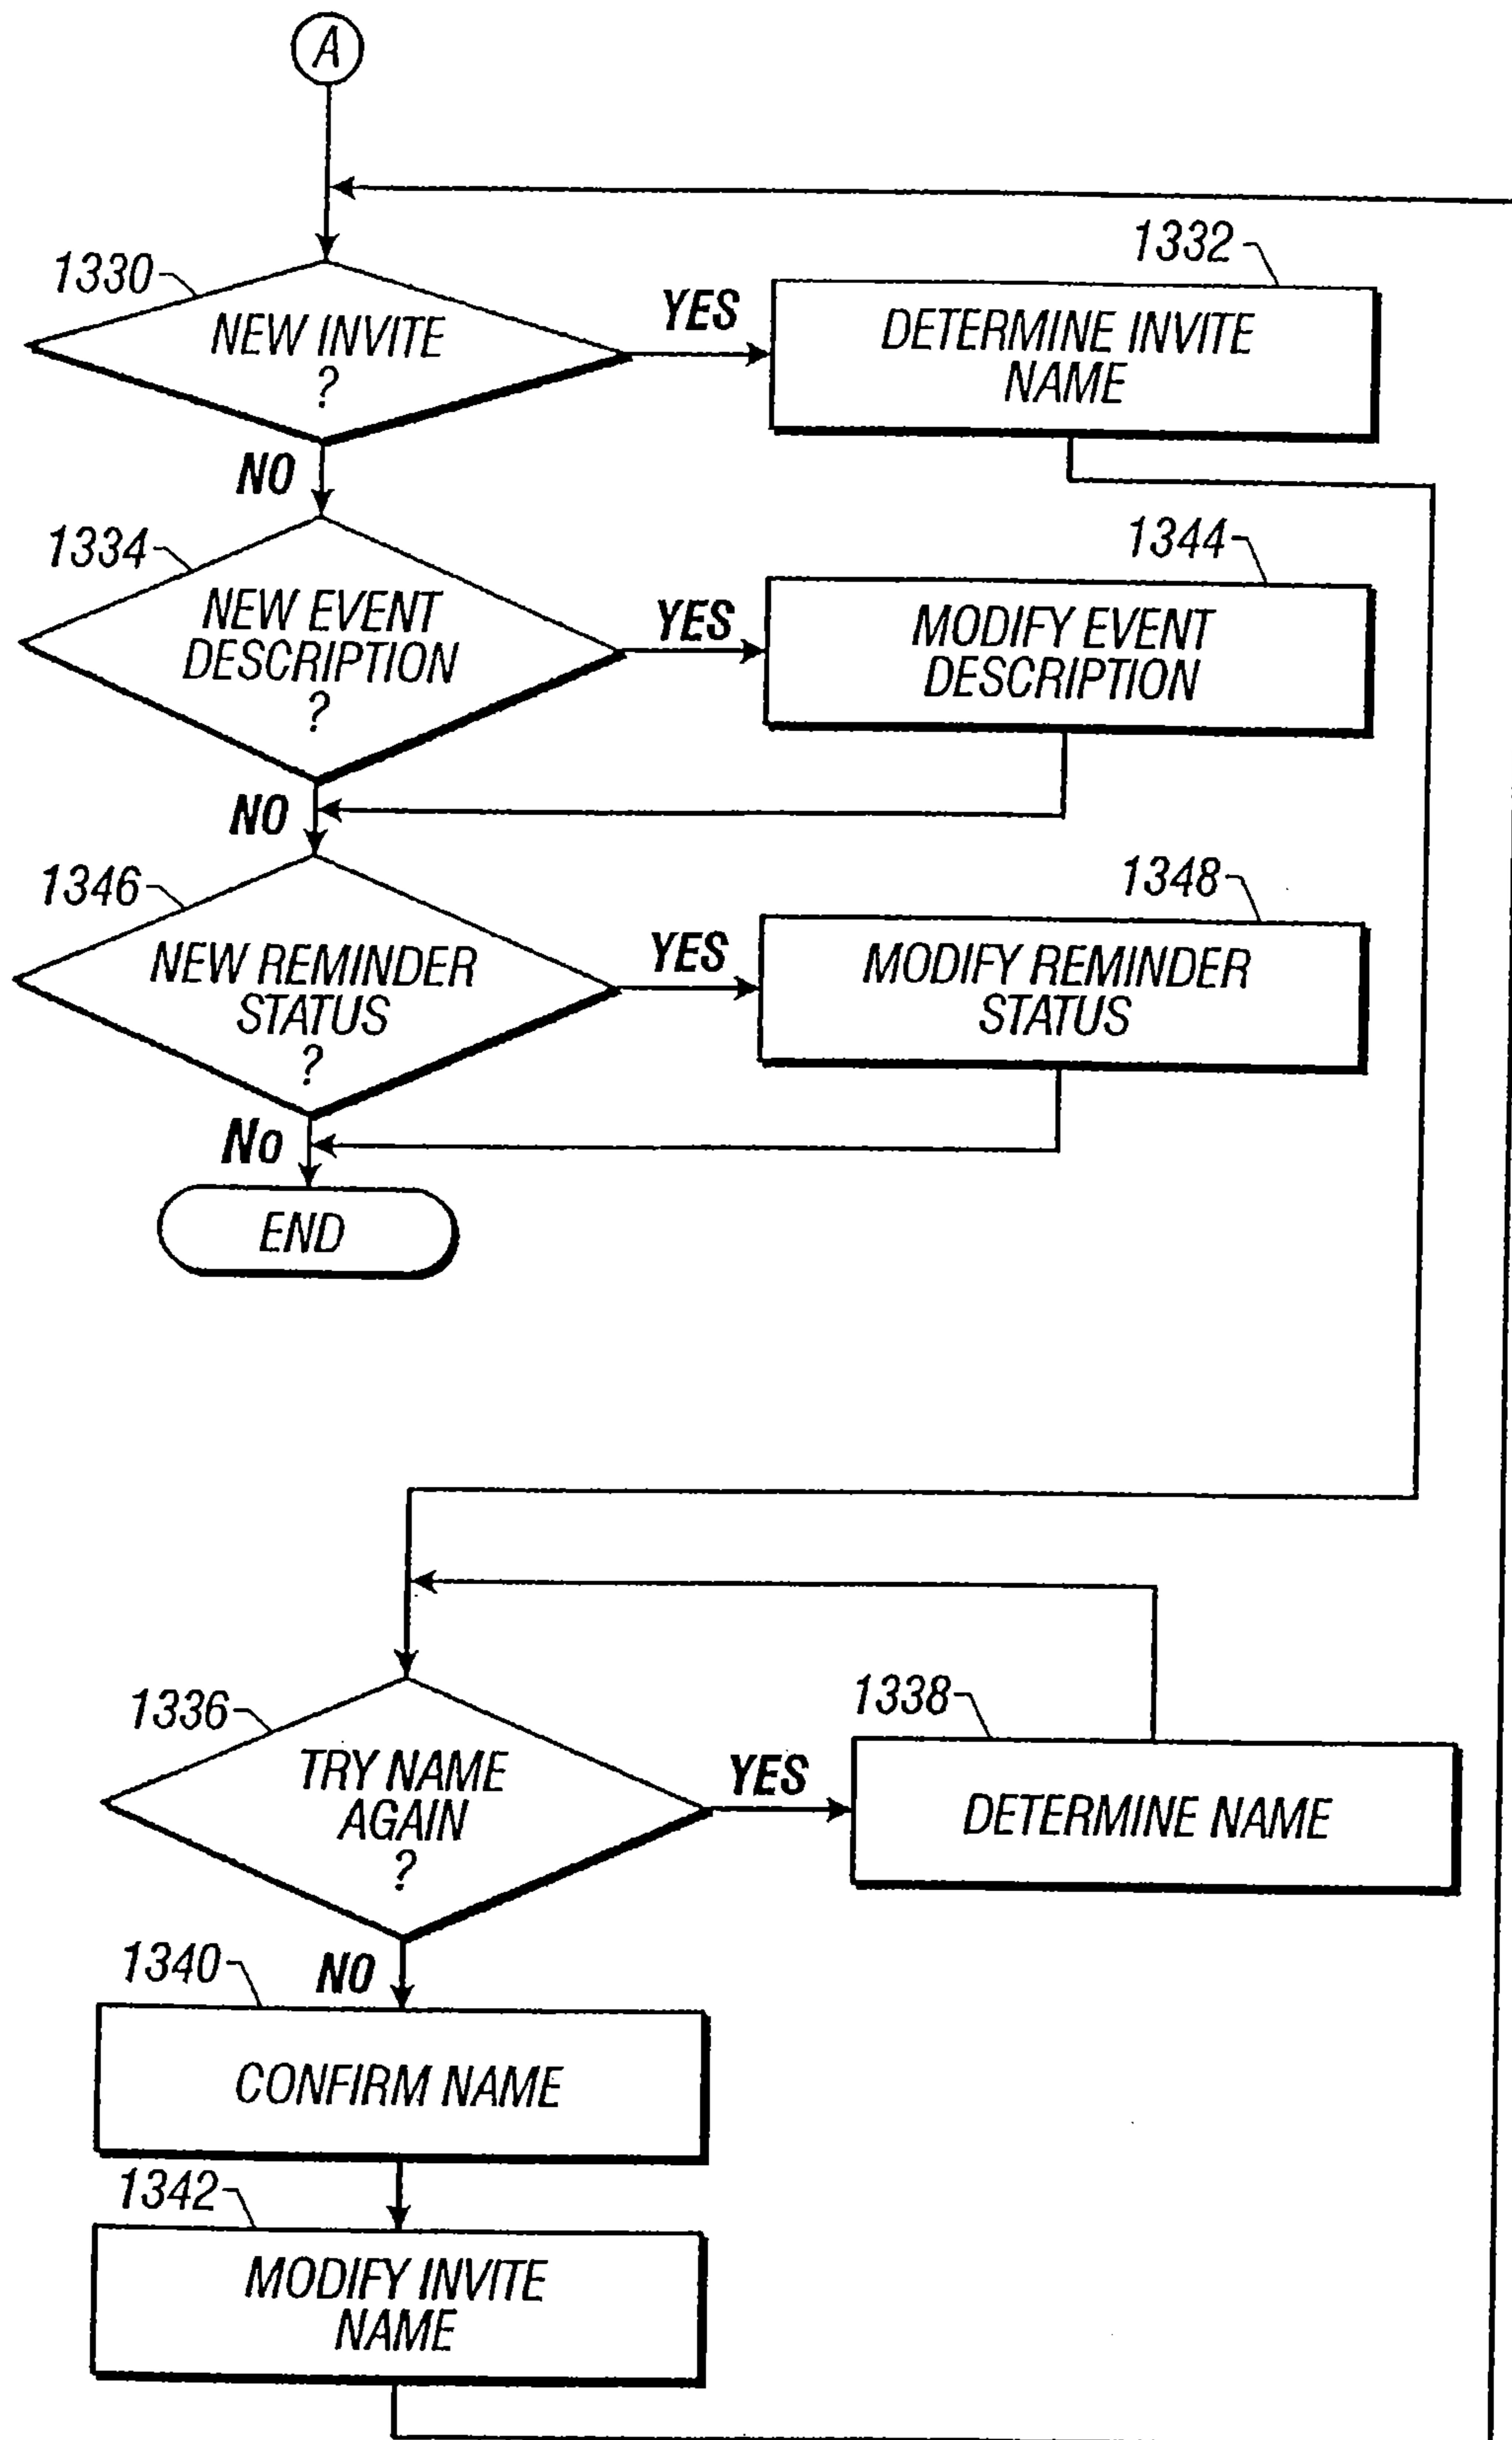 A
1330
NEW INVITE
?
YES
1332
DETERMINE INVITE
NAME
NO
1334
NEW EVENT
DESCRIPTION
?
YES
1344
MODIFY EVENT
DESCRIPTION
NO
1346
NEW REMINDER
STATUS
?
YES
1348
MODIFY REMINDER
STATUS
No
END
1336
TRY NAME
AGAIN
?
YES
1338
DETERMINE NAME
NO
1340
CONFIRM NAME
1342
MODIFY INVITE
NAME